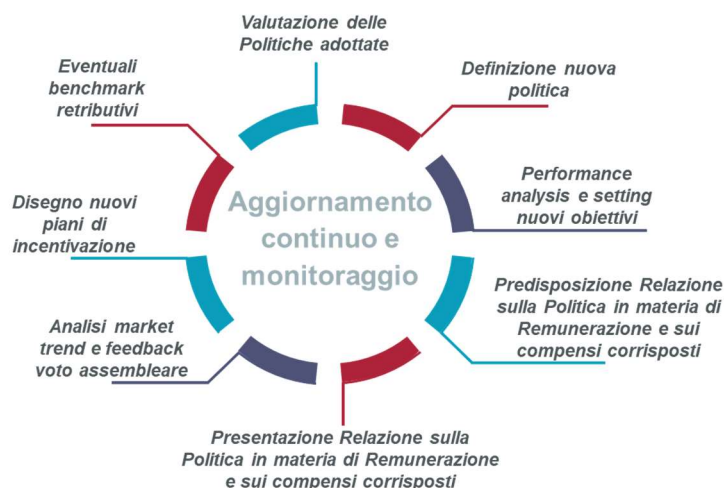 Valutazione delle
Politiche adottate
Definizione nuova
politica
Performance
analysis e setting
nuovi obiettivi
Predisposizione Relazione
sulla Politica in materia di
Remunerazione e sui
compensi corrisposti
Presentazione Relazione sulla
Politica in materia di Remunerazione
e sui compensi corrisposti
Analisi market
trend e feedback
voto assembleare
Disegno nuovi
piani di
incentivazione
Eventuali
benchmark
retributivi
Aggiornamento
continuo e
monitoraggio